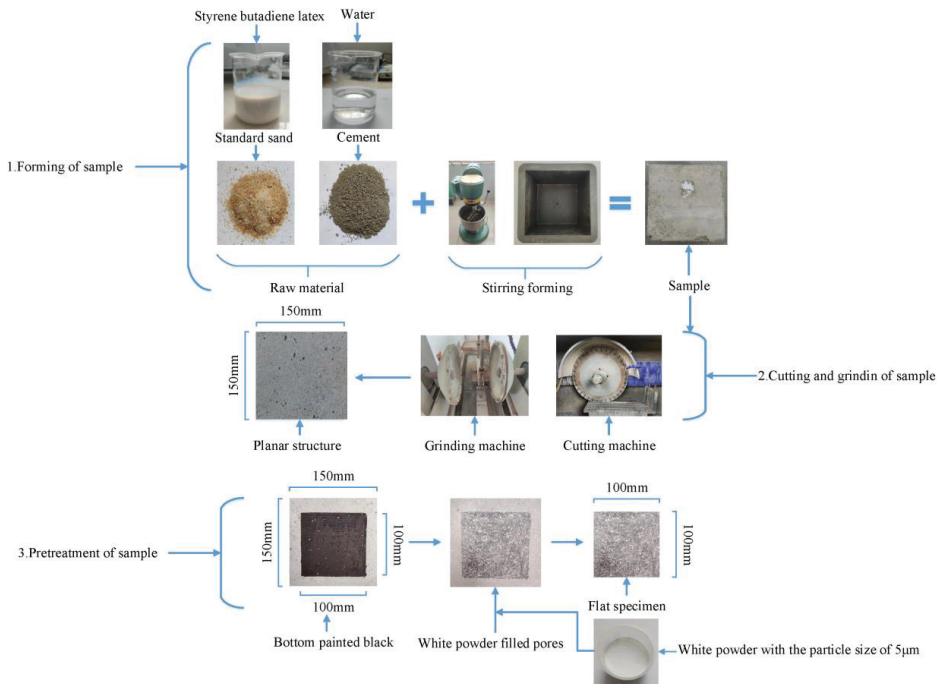 Styrene butadiene latex
Water
Standard sand
Cement
1.Forming of sample
Raw material
Stirring forming
Sample
150mm
150mm
2.Cutting and grindin of sample
Planar structure
Grinding machine
Cutting machine
150mm
100mm
150mm
100mm
100mm
3.Pretreatment of sample
100mm
Flat specimen
Bottom painted black
White powder filled pores
White powder with the particle size of 5μm